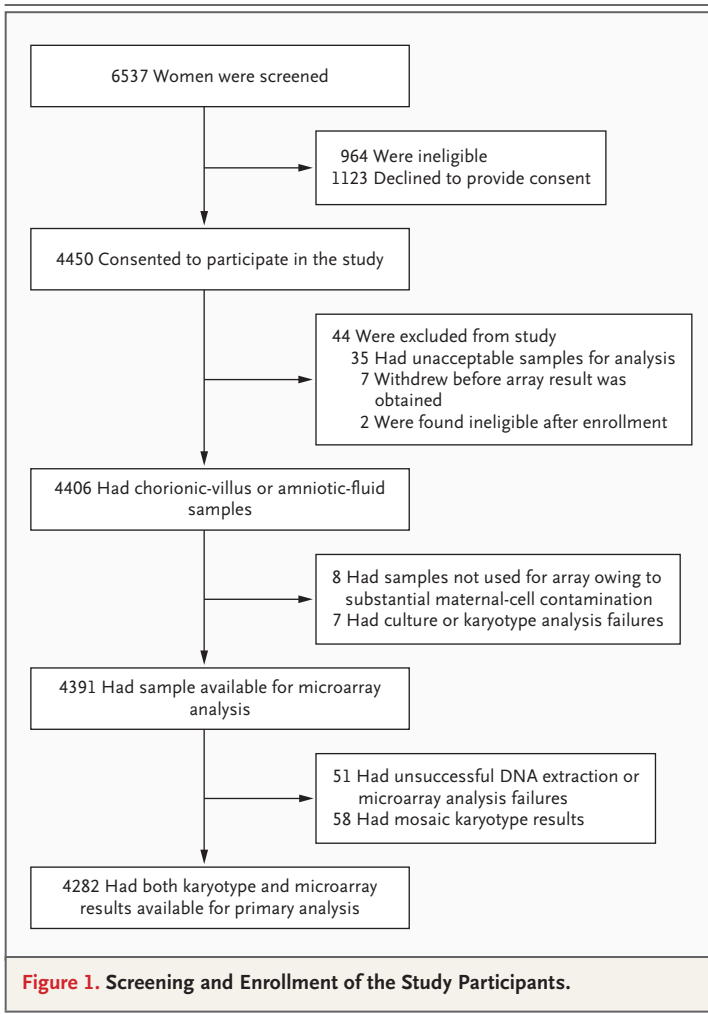 6537 Women were screened
964 Were ineligible
1123 Declined to provide consent
4450 Consented to participate in the study
44 Were excluded from study
35 Had unacceptable samples for analysis
7 Withdrew before array result was
obtained
2 Were found ineligible after enrollment
4406 Had chorionic-villus or amniotic-fluid
samples
8 Had samples not used for array owing to
substantial maternal-cell contamination
7 Had culture or karyotype analysis failures
4391 Had sample available for microarray
analysis
51 Had unsuccessful DNA extraction or
microarray analysis failures
58 Had mosaic karyotype results
4282 Had both karyotype and microarray
results available for primary analysis
Figure 1. Screening and Enrollment of the Study Participants.